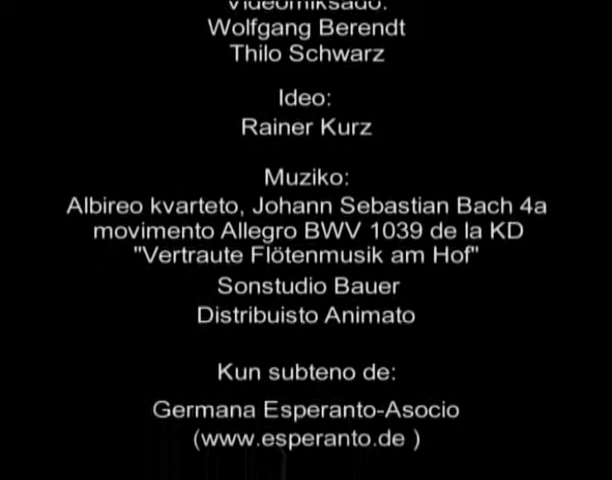 Videomiksado:
Wolfgang Berendt
Thilo Schwarz
Ideo:
Rainer Kurz
Muziko:
Albireo kvarteto, Johann Sebastian Bach 4a
movimento Allegro BWV 1039 de la KD
"Vertraute Flötenmusik am Hof"
Sonstudio Bauer
Distribuisto Animato
Kun subteno de:
Germana Esperanto-Asocio
(www.esperanto.de )